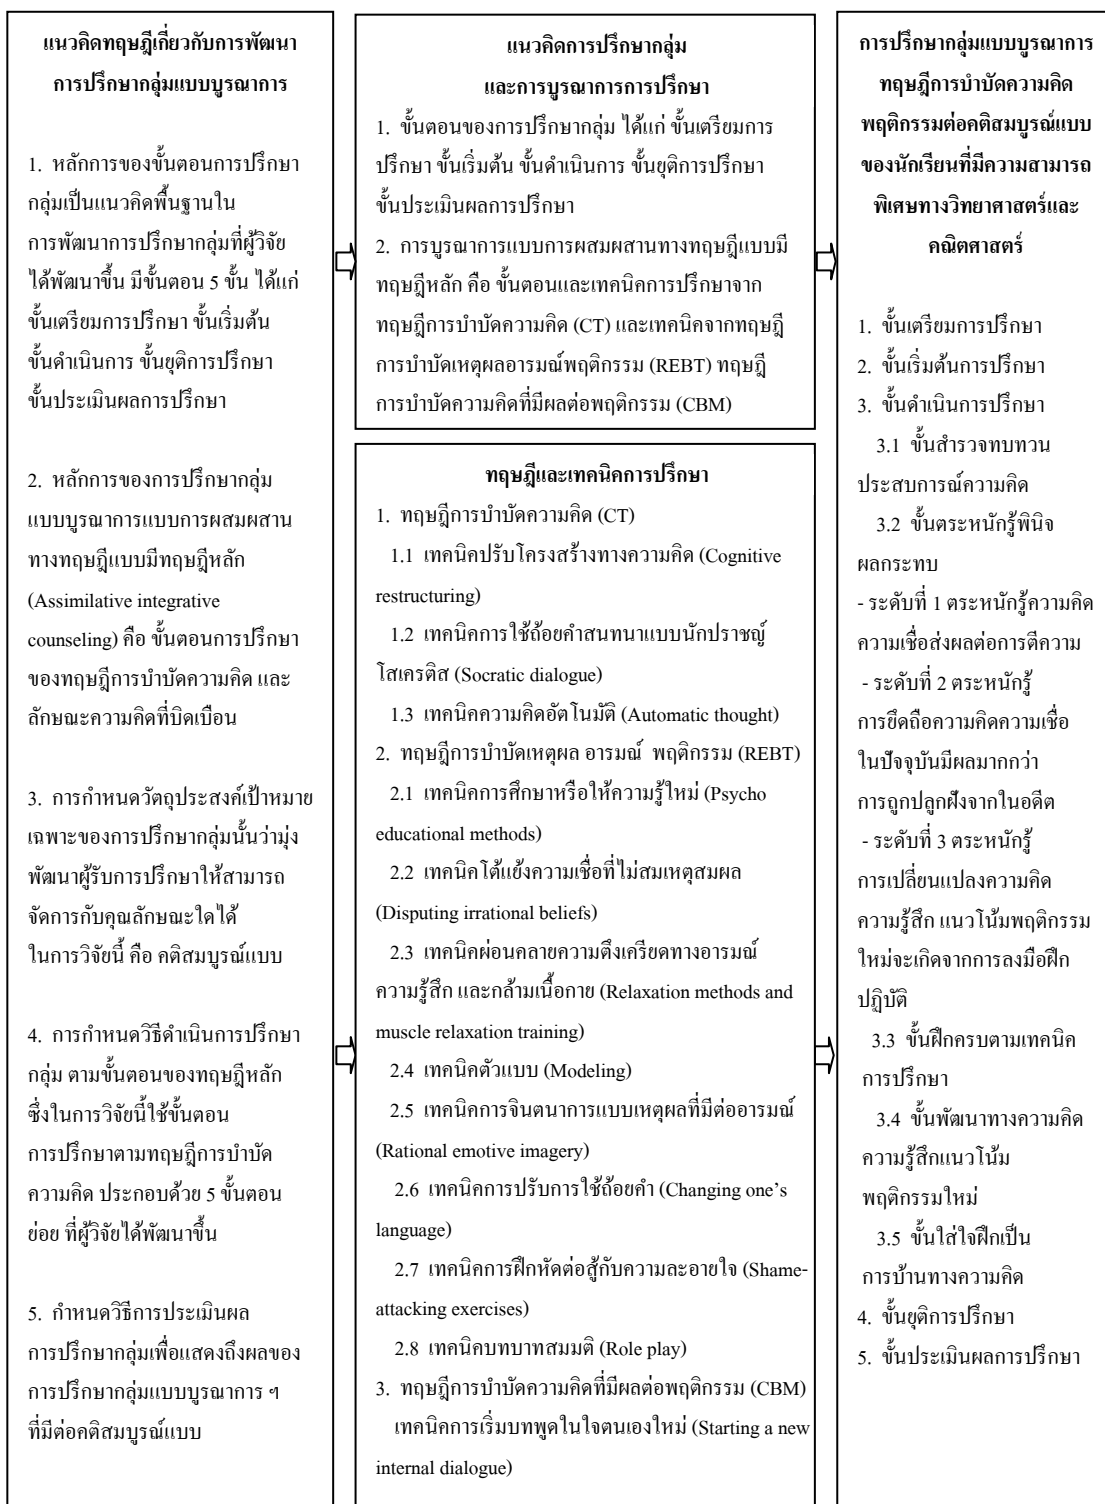 แนวคิดทฤษฎีเกี่ยวกับการพัฒนา
การปรึกษากลุ่มแบบบูรณาการ
1. หลักการของขั้นตอนการปรึกษา
กลุ่มเป็นแนวคิดพื้นฐานใน
การพัฒนาการปรึกษากลุ่มที่ผู้วิจัย
ได้พัฒนาขึ้น มีขั้นตอน 5 ขั้น ได้แก่
ขั้นเตรียมการปรึกษา ขั้นเริ่มต้น
ขั้นดำเนินการ ขั้นยุติการปรึกษา
ขั้นประเมินผลการปรึกษา
2. หลักการของการปรึกษากลุ่ม
แบบบูรณาการแบบการผสมผสาน
ทางทฤษฎีแบบมีทฤษฎีหลัก
(Assimilative integrative
counseling) คือ ขั้นตอนการปรึกษา
ของทฤษฎีการบำบัดความคิด และ
ลักษณะความคิดที่บิดเบือน
3. การกำหนดวัตถุประสงค์เป้าหมาย
เฉพาะของการปรึกษากลุ่มนั้นว่ามุ่ง
พัฒนาผู้รับการปรึกษาให้สามารถ
จัดการกับคุณลักษณะใดได้
ในการวิจัยนี้ คือ คติสมบูรณ์แบบ
4. การกำหนดวิธีดำเนินการปรึกษา
กลุ่ม ตามขั้นตอนของทฤษฎีหลัก
ซึ่งในการวิจัยนี้ใช้ขั้นตอน
การปรึกษาตามทฤษฎีการบำบัด
ความคิด ประกอบด้วย 5 ขั้นตอน
ย่อย ที่ผู้วิจัยได้พัฒนาขึ้น
5. กำหนดวิธีการประเมินผล
การปรึกษากลุ่มเพื่อแสดงถึงผลของ
การปรึกษากลุ่มแบบบูรณาการ ฯ
ที่มีต่อคติสมบูรณ์แบบ
แนวคิดการปรึกษากลุ่ม
และการบูรณาการการปรึกษา
1. ขั้นตอนของการปรึกษากลุ่ม ได้แก่ ขั้นเตรียมการ
ปรึกษา ขั้นเริ่มต้น ขั้นดำเนินการ ขั้นยุติการปรึกษา
ขั้นประเมินผลการปรึกษา
2. การบูรณาการแบบการผสมผสานทางทฤษฎีแบบมี
ทฤษฎีหลัก คือ ขั้นตอนและเทคนิคการปรึกษาจาก
ทฤษฎีการบำบัดความคิด (CT) และเทคนิคจากทฤษฎี
การบำบัดเหตุผลอารมณ์พฤติกรรม (REBT) ทฤษฎี
การบำบัดความคิดที่มีผลต่อพฤติกรรม (CBM)
ทฤษฎีและเทคนิคการปรึกษา
1. ทฤษฎีการบำบัดความคิด (CT)
1.1 เทคนิคปรับโครงสร้างทางความคิด (Cognitive
restructuring)
1.2 เทคนิคการใช้ถ้อยคำสนทนาแบบนักปราชญ์
โสเครติส (Socratic dialogue)
1.3 เทคนิคความคิดอัตโนมัติ (Automatic thought)
2. ทฤษฎีการบำบัดเหตุผล อารมณ์ พฤติกรรม (REBT)
2.1 เทคนิคการศึกษาหรือให้ความรู้ใหม่ (Psycho
educational methods)
2.2 เทคนิคโต้แย้งความเชื่อที่ไม่สมเหตุสมผล
(Disputing irrational beliefs)
2.3 เทคนิคผ่อนคลายความตึงเครียดทางอารมณ์
ความรู้สึก และกล้ามเนื้อกาย (Relaxation methods and
muscle relaxation training)
2.4 เทคนิคตัวแบบ (Modeling)
2.5 เทคนิคการจินตนาการแบบเหตุผลที่มีต่ออารมณ์
(Rational emotive imagery)
2.6 เทคนิคการปรับการใช้ถ้อยคำ (Changing one’s
language)
2.7 เทคนิคการฝึกหัดต่อสู้กับความละอายใจ (Shame-
attacking exercises)
2.8 เทคนิคบทบาทสมมติ (Role play)
3. ทฤษฎีการบำบัดความคิดที่มีผลต่อพฤติกรรม (CBM)
เทคนิคการเริ่มบทพูดในใจตนเองใหม่ (Starting a new
internal dialogue)
การปรึกษากลุ่มแบบบูรณาการ
ทฤษฎีการบำบัดความคิด
พฤติกรรมต่อคติสมบูรณ์แบบ
ของนักเรียนที่มีความสามารถ
พิเศษทางวิทยาศาสตร์และ
คณิตศาสตร์
1. ขั้นเตรียมการปรึกษา
2. ขั้นเริ่มต้นการปรึกษา
3. ขั้นดำเนินการปรึกษา
3.1 ขั้นสำรวจทบทวน
ประสบการณ์ความคิด
3.2 ขั้นตระหนักรู้พินิจ
ผลกระทบ
- ระดับที่ 1 ตระหนักรู้ความคิด
ความเชื่อส่งผลต่อการตีความ
- ระดับที่ 2 ตระหนักรู้
การยึดถือความคิดความเชื่อ
ในปัจจุบันมีผลมากกว่า
การถูกปลูกฝังจากในอดีต
- ระดับที่ 3 ตระหนักรู้
การเปลี่ยนแปลงความคิด
ความรู้สึก แนวโน้มพฤติกรรม
ใหม่จะเกิดจากการลงมือฝึก
ปฏิบัติ
3.3 ขั้นฝึกครบตามเทคนิค
การปรึกษา
3.4 ขั้นพัฒนาทางความคิด
ความรู้สึกแนวโน้ม
พฤติกรรมใหม่
3.5 ขั้นใส่ใจฝึกเป็น
การบ้านทางความคิด
4. ขั้นยุติการปรึกษา
5. ขั้นประเมินผลการปรึกษา